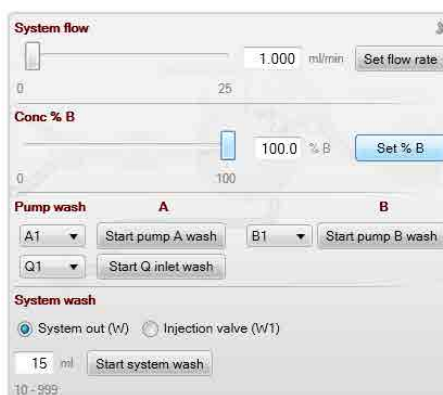 System flow
1.000 ml/min Set flow rate
0 25
Conc % B
100.0 % B Set % B
0 100
Pump wash A B
A1 Start pump A wash B1 Start pump B wash
Q1 Start Q inlet wash
System wash
System out (W) Injection valve (W1)
15 ml Start system wash
10 - 999